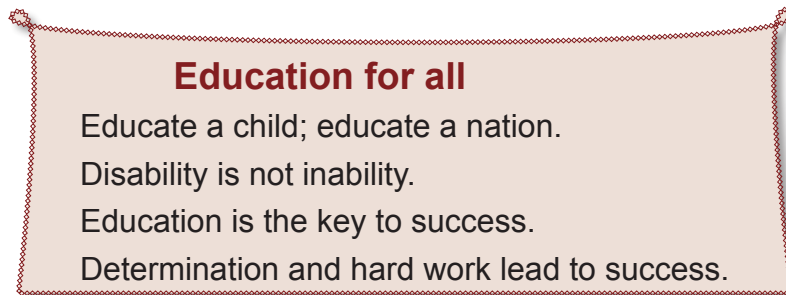 Education for all
Educate a child; educate a nation.
Disability is not inability.
Education is the key to success.
Determination and hard work lead to success.